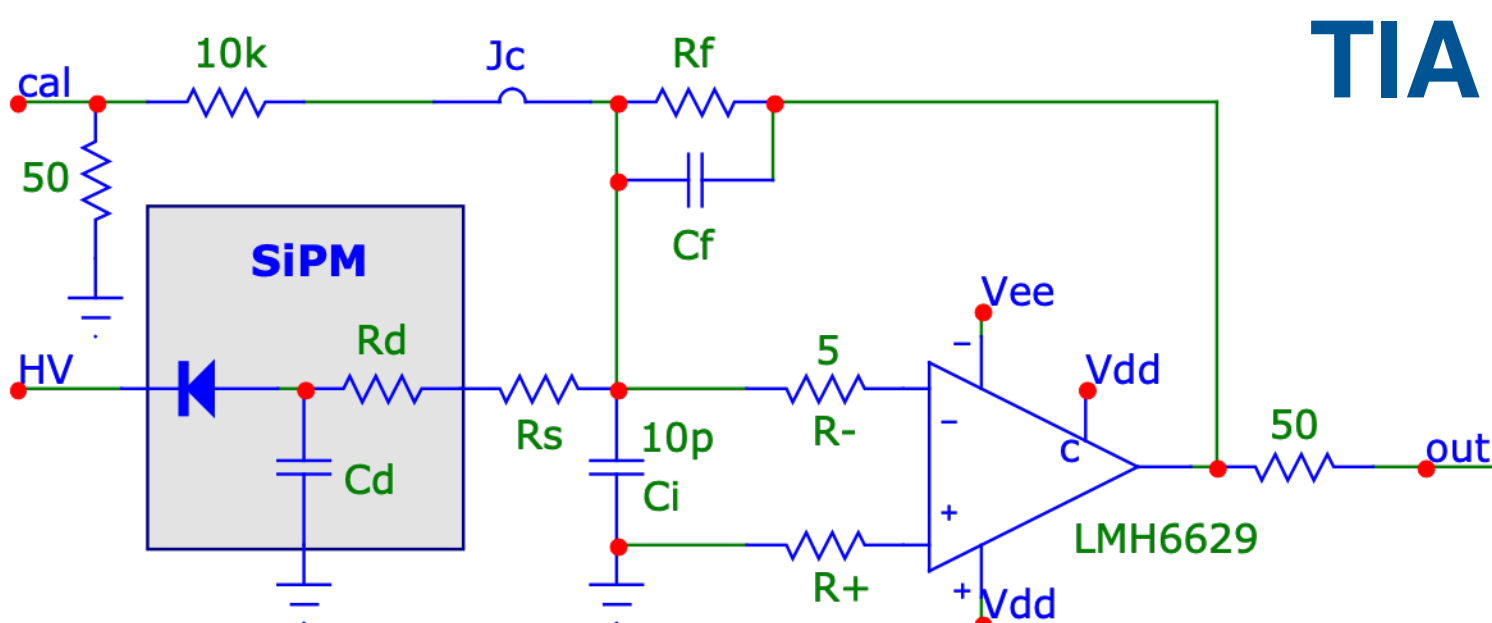 TIA
cal
10k
Jc
Rf
50
Cf
SiPM
HV
Rd
Cd
Rs
10p
Ci
5
R-
R+
Vee
−
Vdd
−
c
+
+
Vdd
LMH6629
50
out